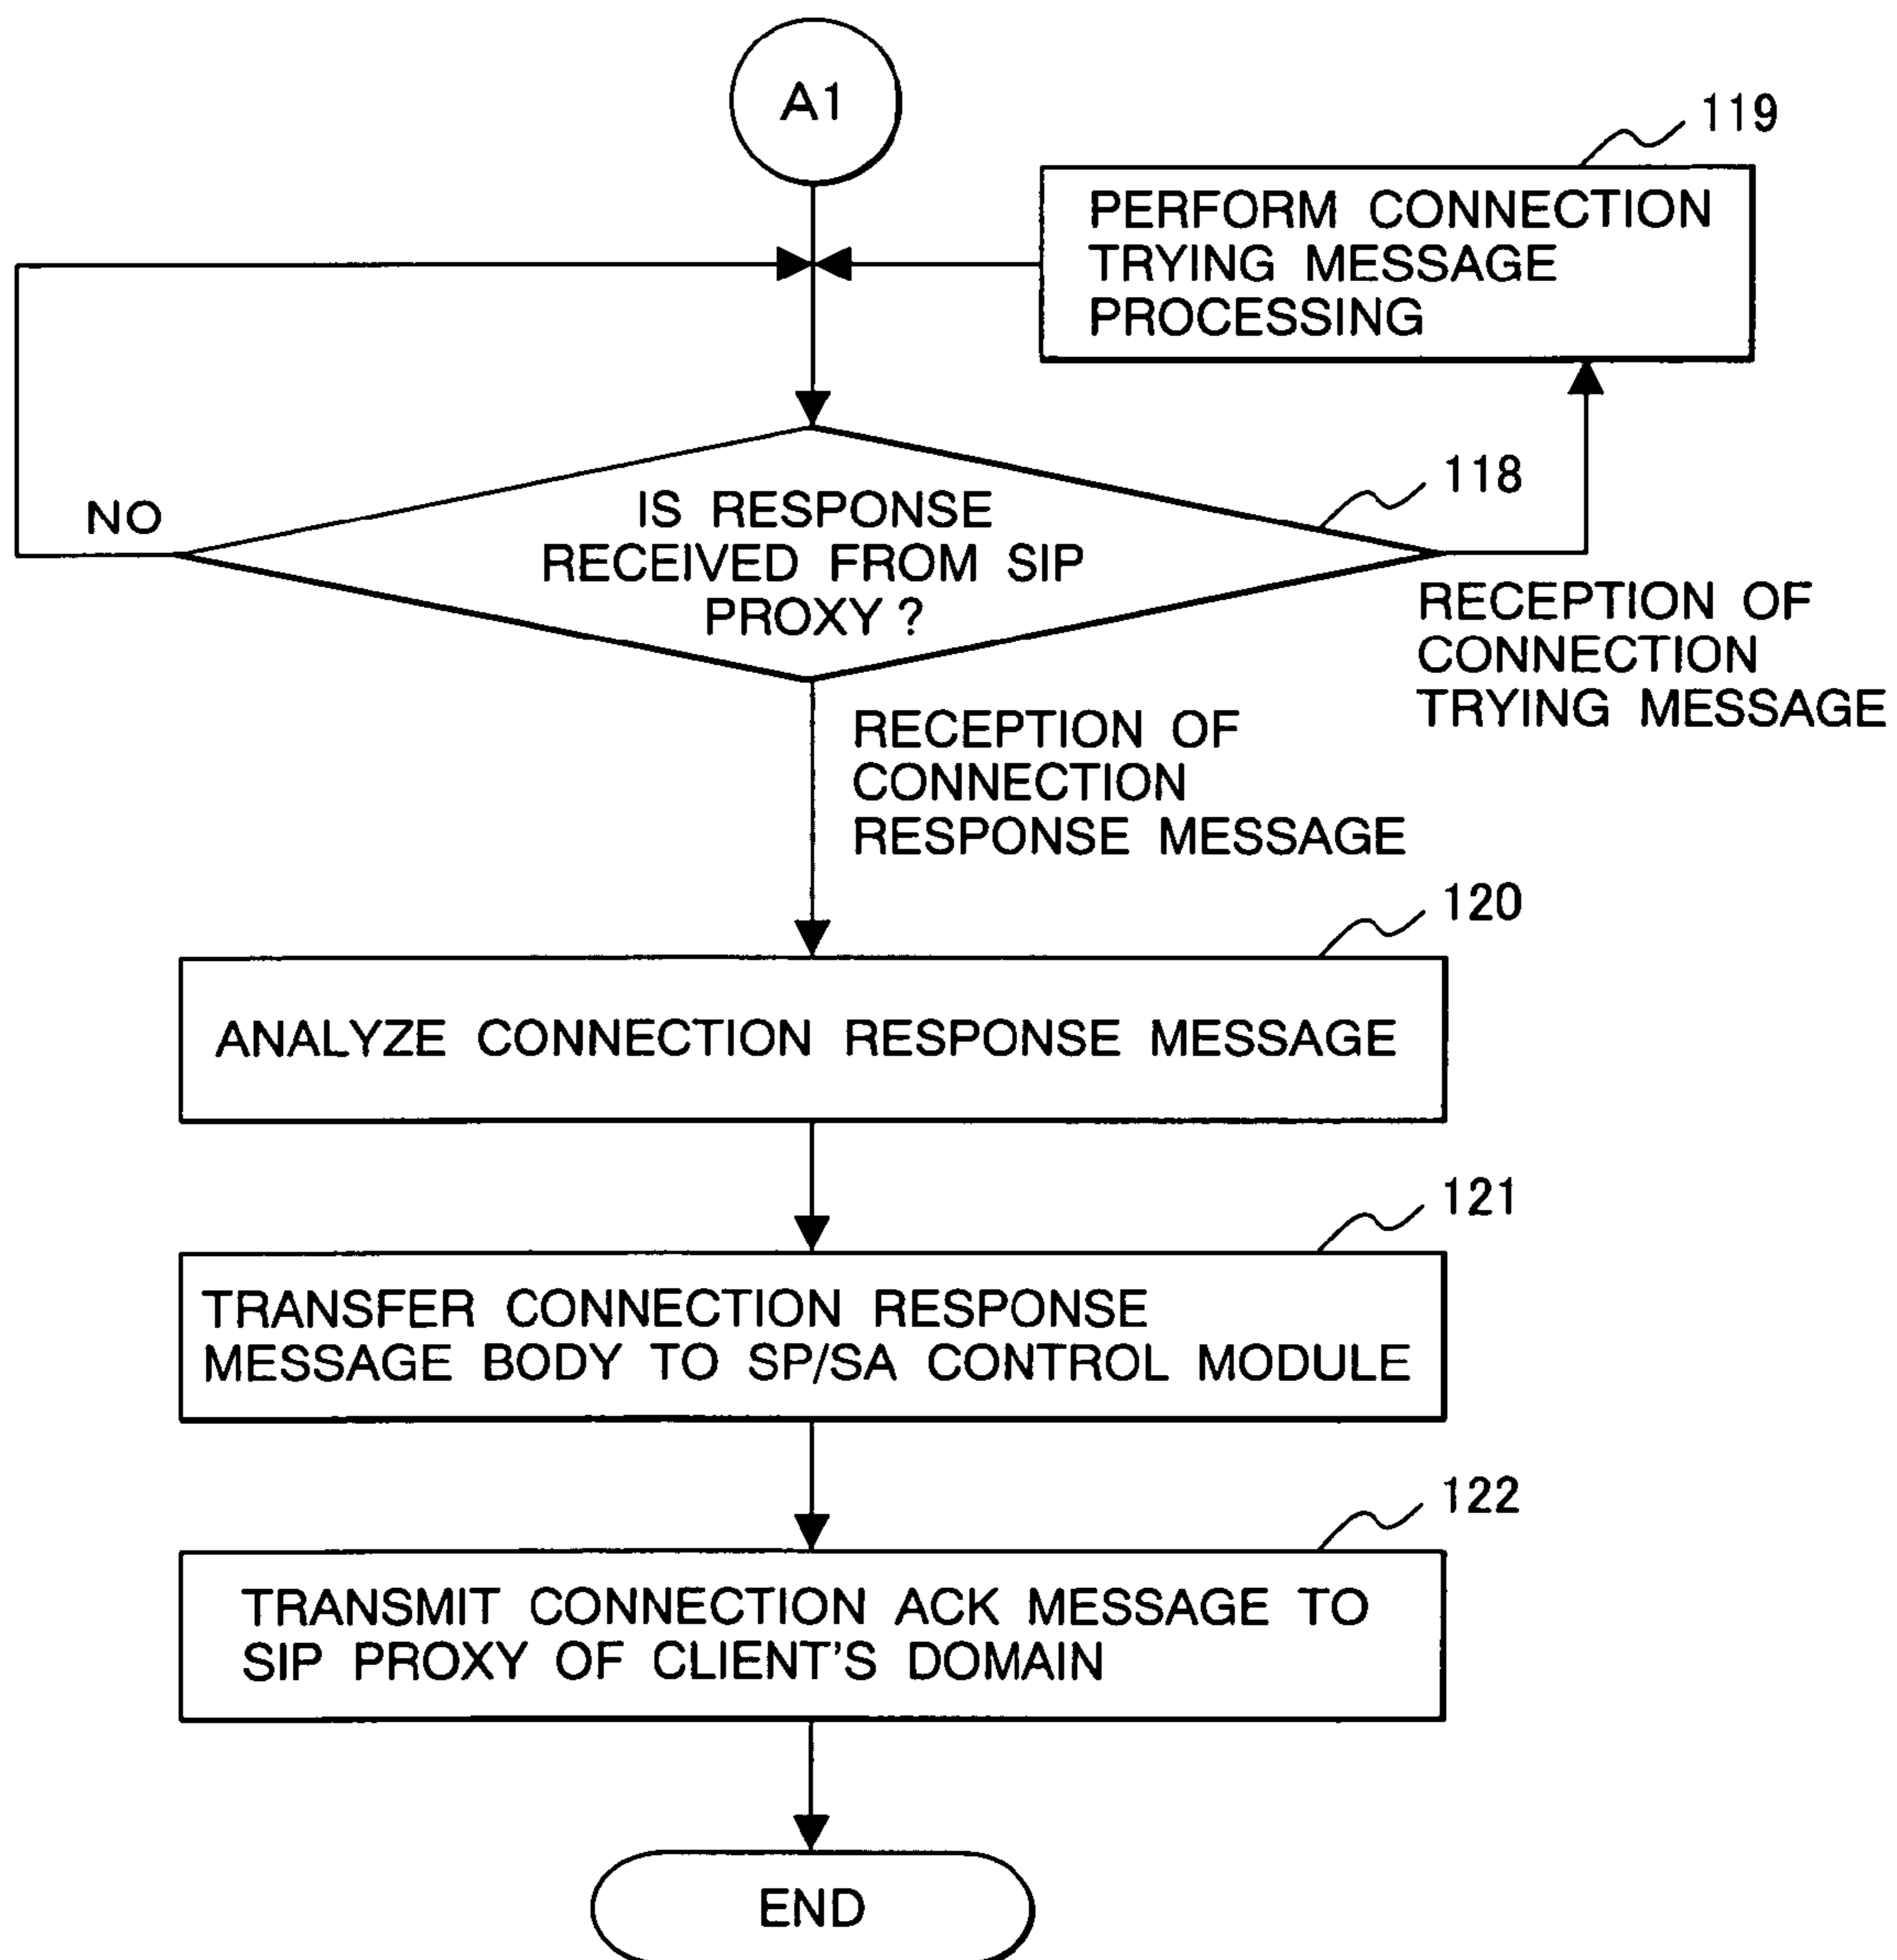 A1
119
PERFORM CONNECTION
TRYING MESSAGE
PROCESSING
118
NO
IS RESPONSE
RECEIVED FROM SIP
PROXY ?
RECEPTION OF
CONNECTION
TRYING MESSAGE
RECEPTION OF
CONNECTION
RESPONSE MESSAGE
120
ANALYZE CONNECTION RESPONSE MESSAGE
121
TRANSFER CONNECTION RESPONSE
MESSAGE BODY TO SP/SA CONTROL MODULE
122
TRANSMIT CONNECTION ACK MESSAGE TO
SIP PROXY OF CLIENT'S DOMAIN
END